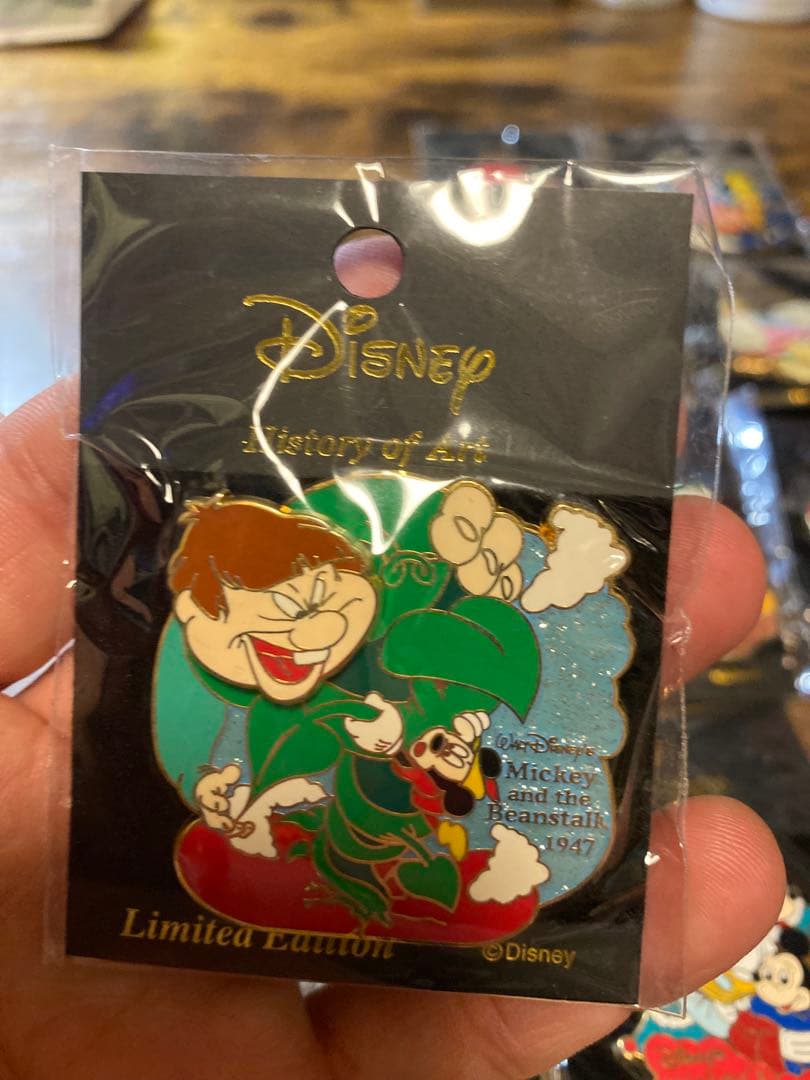 Disney
History of Art
Walt Disney's
Mickey
and the
Beanstalk
1947
Limited Edition
©Disney